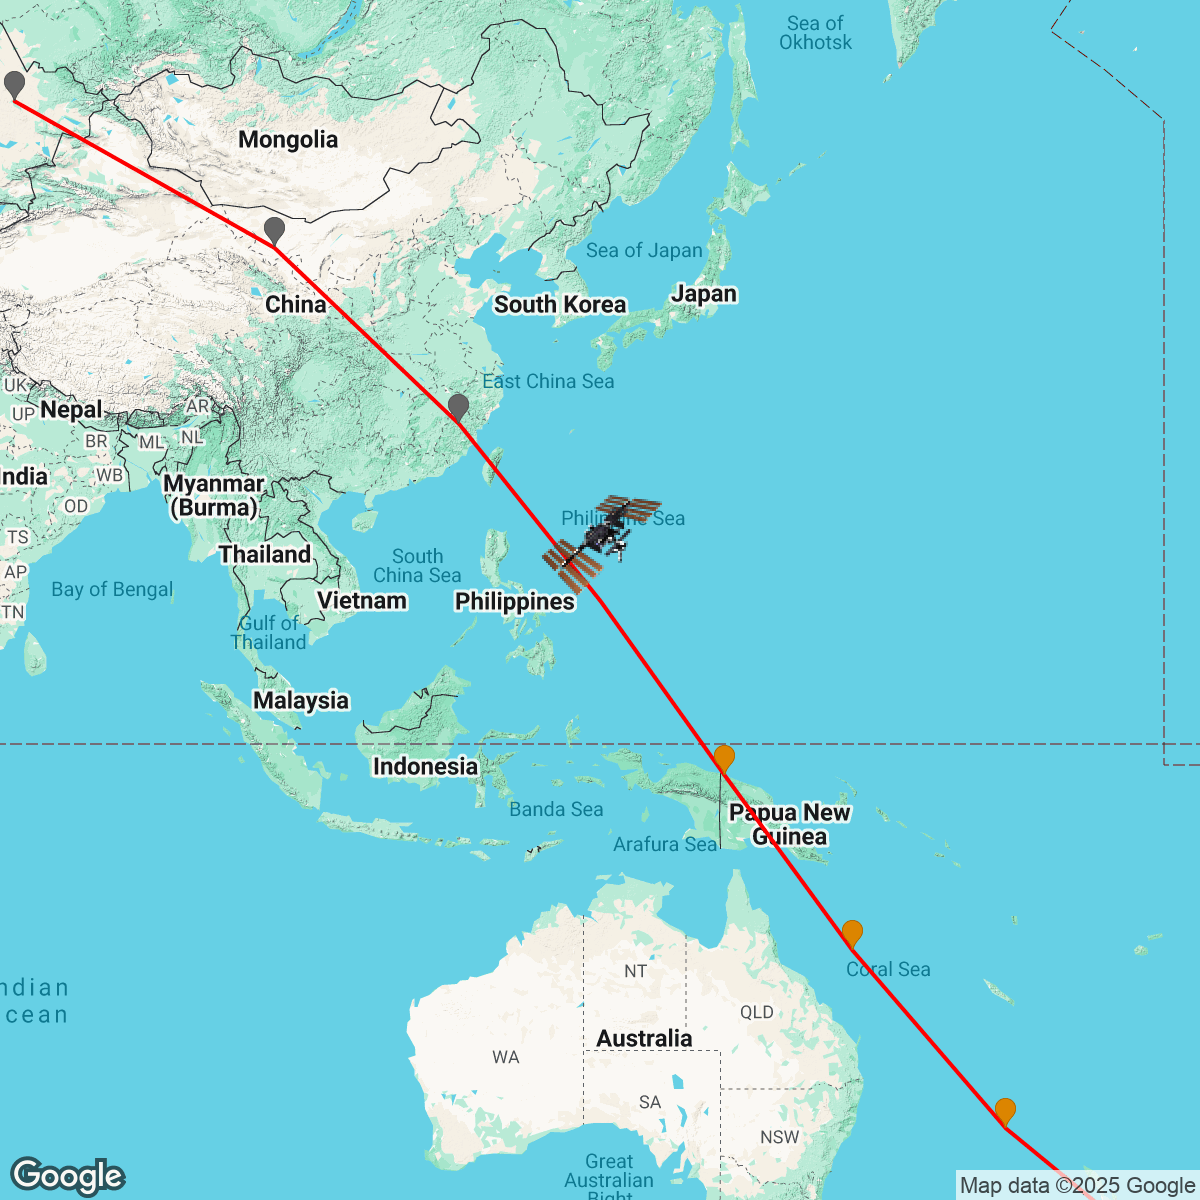 Sea of
Okhotsk
Mongolia
Sea of Japan
Japan
South Korea
China
East China Sea
UK
Nepal
AR
UP
BR
ML
NL
India
WB
Myanmar
(Burma)
OD
Philippine Sea
TS
Thailand
South
China Sea
AP
Bay of Bengal
Vietnam
Philippines
TN
Gulf of
Thailand
Malaysia
Indonesia
Banda Sea
Papua New
Guinea
Arafura Sea
Coral Sea
NT
ndian
cean
QLD
Australia
WA
SA
NSW
Great
Australian
Bight
Google
Map data ©2025 Google